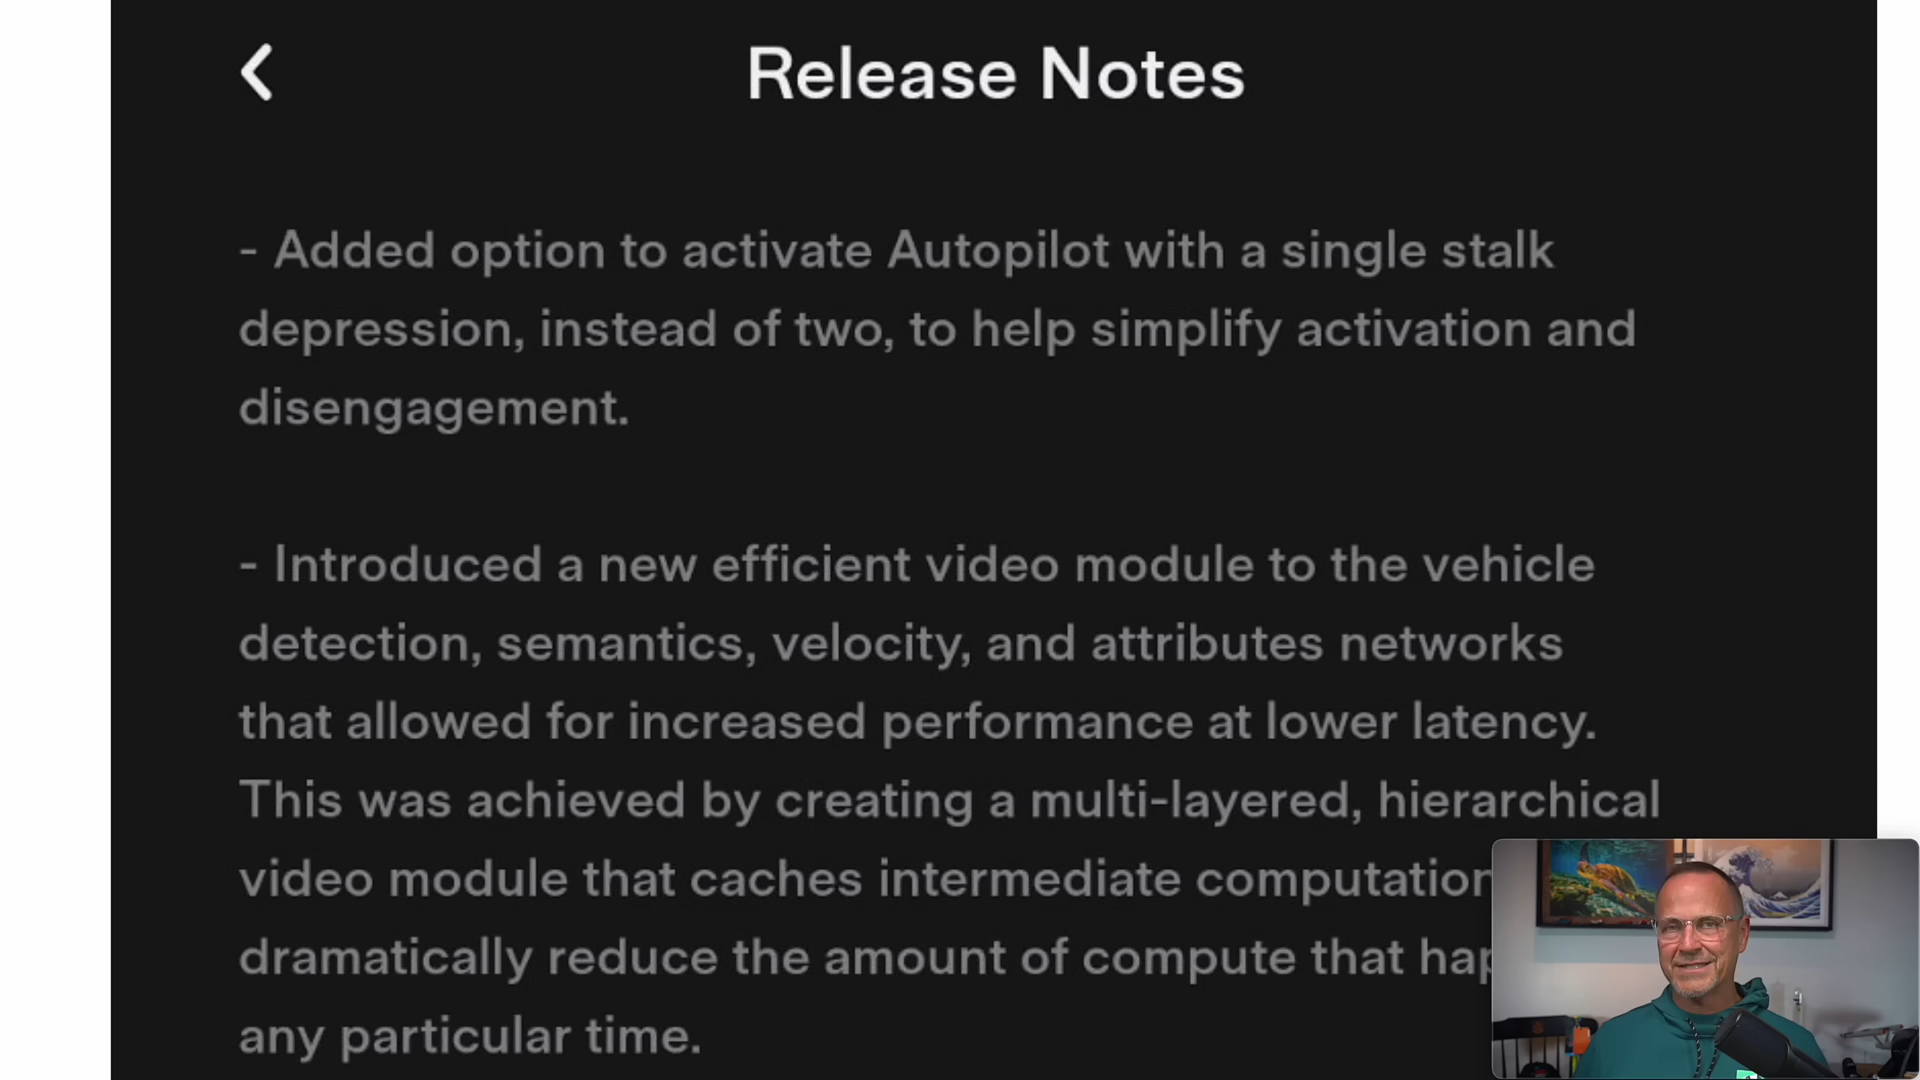 Release Notes
- Added option to activate Autopilot with a single stalk
depression, instead of two, to help simplify activation and
disengagement.
- Introduced a new efficient video module to the vehicle
detection, semantics, velocity, and attributes networks
that allowed for increased performance at lower latency.
This was achieved by creating a multi-layered, hierarchical
video module that caches intermediate computation
dramatically reduce the amount of compute that
any particular time.